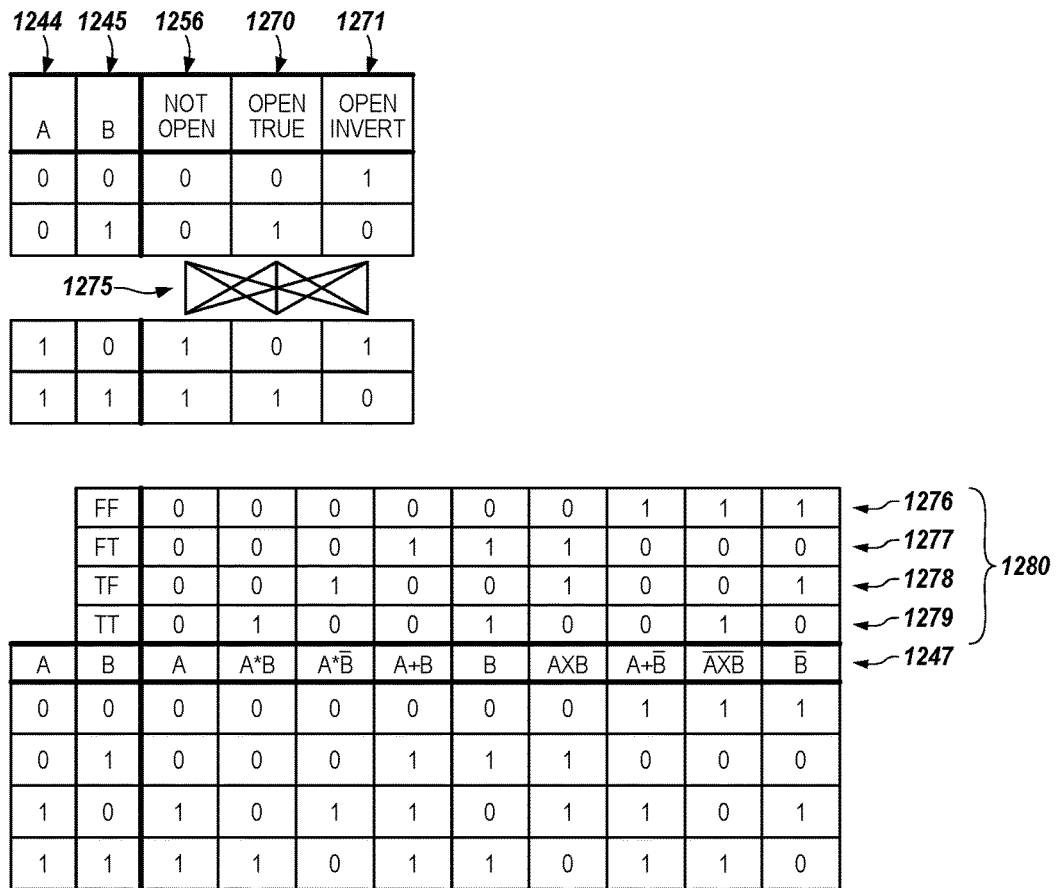 1244 1245 1256 1270 1271
A B NOT OPEN OPEN TRUE OPEN INVERT
0 0 0 0 1
0 1 0 1 0
1275
1 0 1 0 1
1 1 1 1 0
FF 0 0 0 0 0 0 1 1 1 1276
FT 0 0 0 1 1 1 0 0 0 1277
1280
TF 0 0 1 0 0 1 0 0 1 1278
TT 0 1 0 0 1 0 0 1 0 1279
A B A A*B A*B̅ A+B B AXB A+B̅ A̅X̅B̅ B̅ 1247
0 0 0 0 0 0 0 0 1 1 1
0 1 0 0 0 1 1 1 0 0 0
1 0 1 0 1 1 0 1 1 0 1
1 1 1 1 0 1 1 0 1 1 0